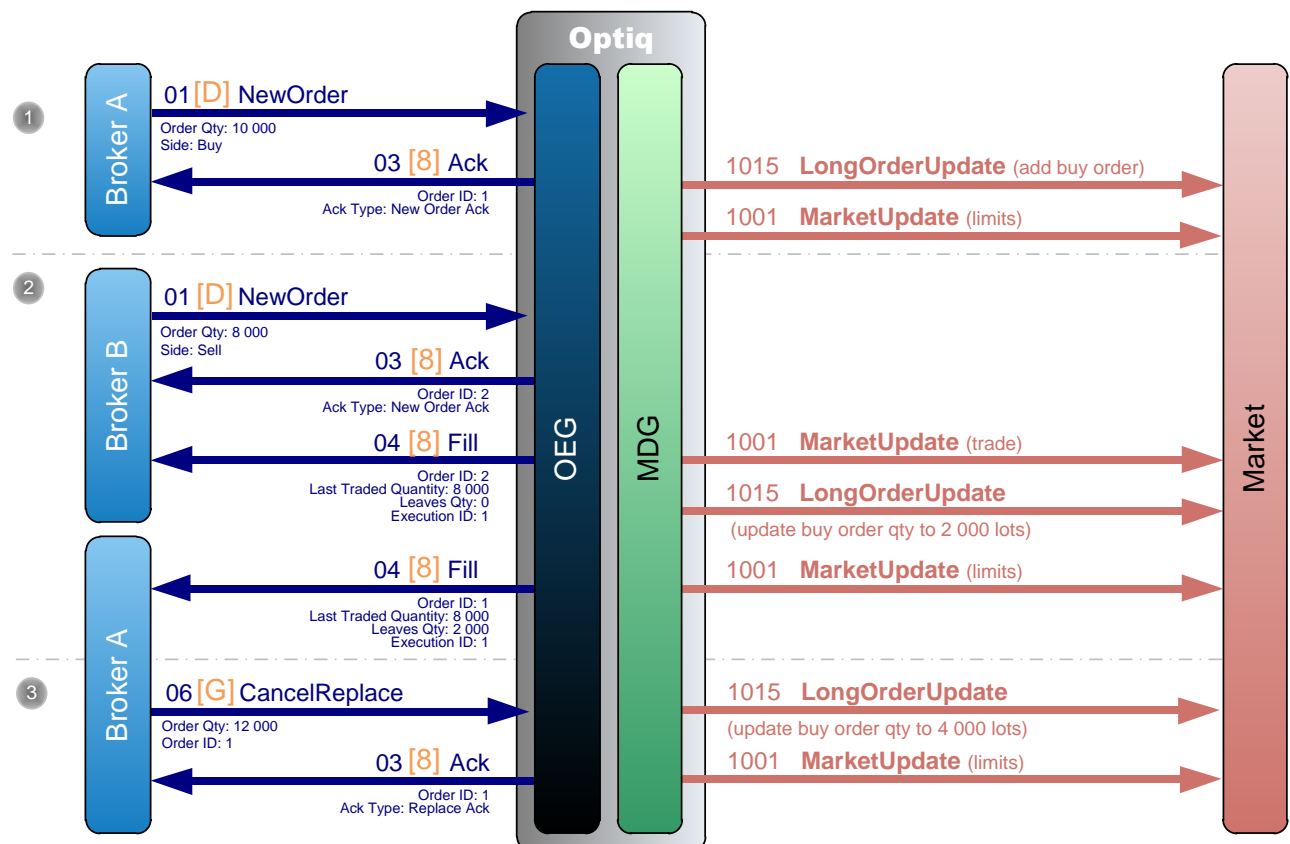 Optiq
1
Broker A
01 [D] NewOrder
Order Qty: 10 000
Side: Buy
03 [8] Ack
Order ID: 1
Ack Type: New Order Ack
1015 LongOrderUpdate (add buy order)
1001 MarketUpdate (limits)
2
Broker B
01 [D] NewOrder
Order Qty: 8 000
Side: Sell
03 [8] Ack
Order ID: 2
Ack Type: New Order Ack
OEG
MDG
Market
04 [8] Fill
Order ID: 2
Last Traded Quantity: 8 000
Leaves Qty: 0
Execution ID: 1
1001 MarketUpdate (trade)
1015 LongOrderUpdate
(update buy order qty to 2 000 lots)
Broker A
04 [8] Fill
Order ID: 1
Last Traded Quantity: 8 000
Leaves Qty: 2 000
Execution ID: 1
1001 MarketUpdate (limits)
3
06 [G] CancelReplace
Order Qty: 12 000
Order ID: 1
03 [8] Ack
Order ID: 1
Ack Type: Replace Ack
1015 LongOrderUpdate
(update buy order qty to 4 000 lots)
1001 MarketUpdate (limits)